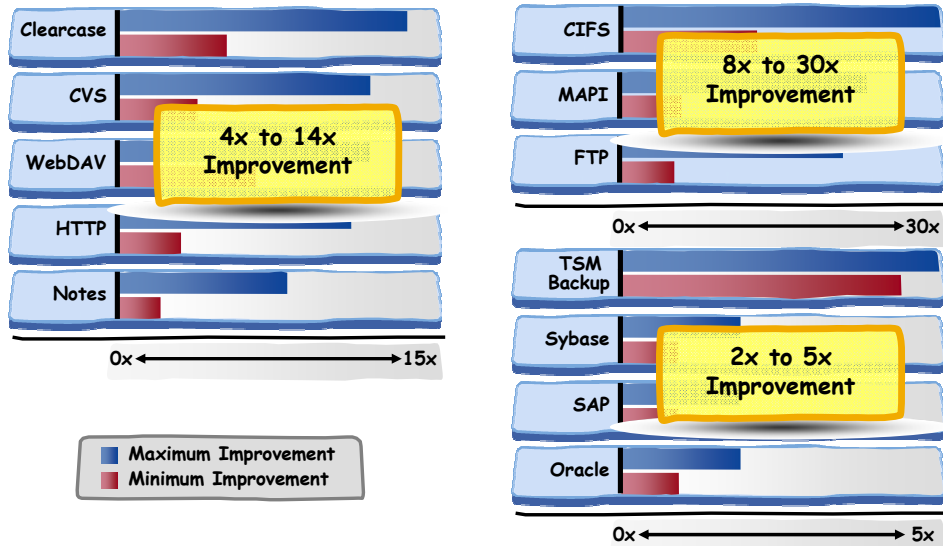 Clearcase
CVS
WebDAV
HTTP
Notes
4x to 14x
Improvement
0x
15x
Maximum Improvement
Minimum Improvement
CIFS
MAPI
FTP
8x to 30x
Improvement
0x
30x
TSM
Backup
Sybase
SAP
Oracle
2x to 5x
Improvement
0x
5x